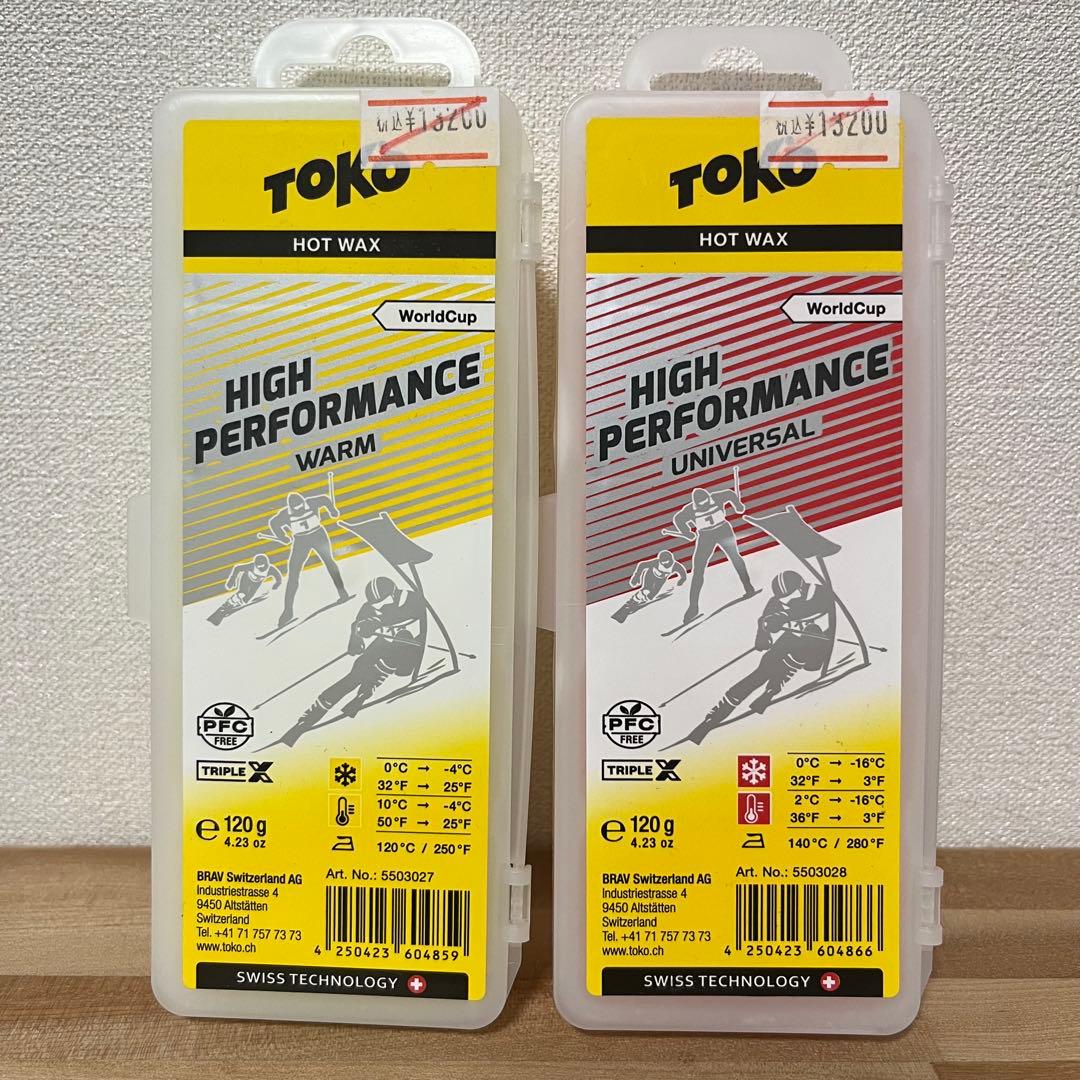 税込¥13200
TOKO
HOT WAX
WorldCup
HIGH
PERFORMANCE
WARM
1
PFC
FREE
TRIPLE X
0°C → -4°C
32°F → 25°F
10°C → -4°C
50°F → 25°F
120°C / 250°F
e 120 g
4.23 oz
BRAV Switzerland AG
Industriestrasse 4
9450 Altstätten
Switzerland
Tel. +41 71 757 73 73
www.toko.ch
Art. No.: 5503027
4 250423 604859
SWISS TECHNOLOGY
税込¥13200
TOKO
HOT WAX
WorldCup
HIGH
PERFORMANCE
UNIVERSAL
1
PFC
FREE
TRIPLE X
0°C → -16°C
32°F → 3°F
2°C → -16°C
36°F → 3°F
140°C / 280°F
e 120 g
4.23 oz
BRAV Switzerland AG
Industriestrasse 4
9450 Altstätten
Switzerland
Tel. +41 71 757 73 73
www.toko.ch
Art. No.: 5503028
4 250423 604866
SWISS TECHNOLOGY